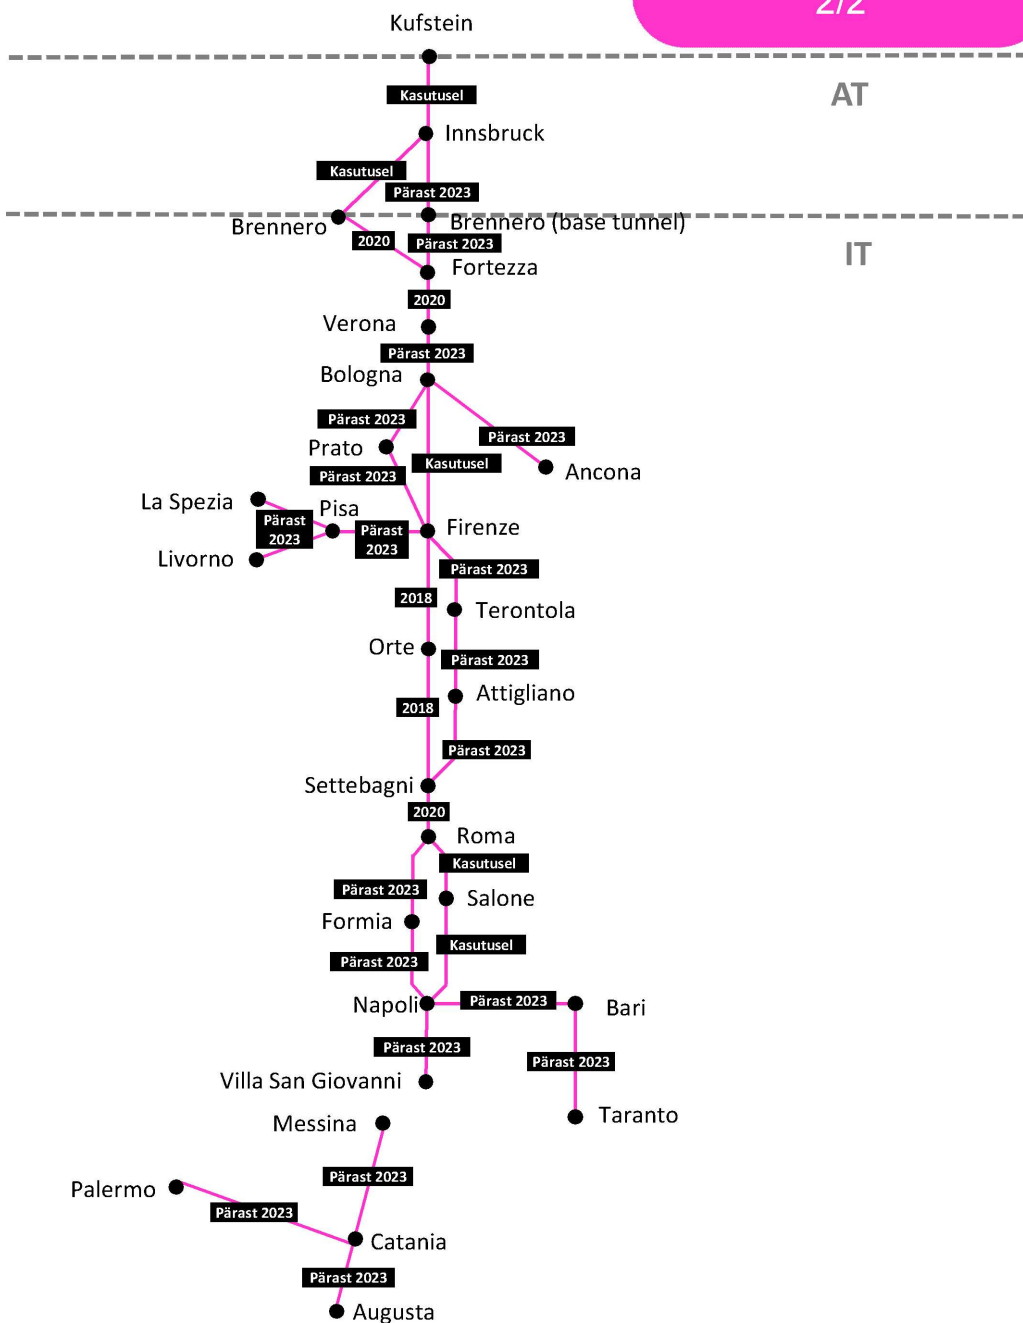 2/2
Kufstein
AT
Kasutusel
Innsbruck
Kasutusel
Pärast 2023
Brennero
Brennero (base tunnel)
2020
Pärast 2023
IT
Fortezza
2020
Verona
Pärast 2023
Bologna
Pärast 2023
Pärast 2023
Prato
Kasutusel
Ancona
Pärast 2023
La Spezia
Pisa
Pärast
2023
Pärast
2023
Firenze
Livorno
Pärast 2023
2018
Terontola
Orte
Pärast 2023
Attigliano
2018
Pärast 2023
Settebagni
2020
Roma
Kasutusel
Pärast 2023
Salone
Formia
Kasutusel
Pärast 2023
Napoli
Pärast 2023
Bari
Pärast 2023
Pärast 2023
Villa San Giovanni
Taranto
Messina
Pärast 2023
Palermo
Pärast 2023
Catania
Pärast 2023
Augusta